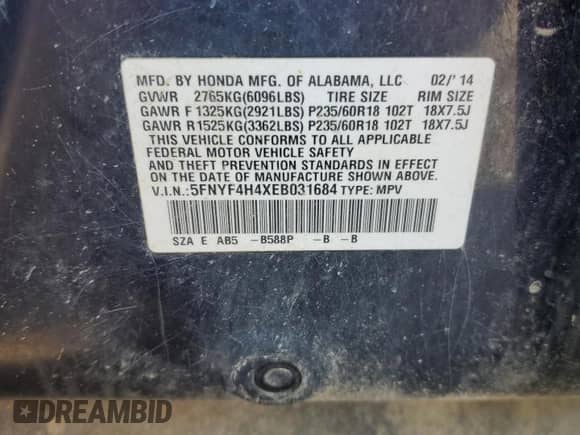 MFD. BY HONDA MFG. OF ALABAMA, LLC 02/'14
GVWR 2765KG(6096LBS) TIRE SIZE RIM SIZE
GAWR F 1325KG(2921LBS) P235/60R18 102T 18X7.5J
GAWR R 1525KG(3362LBS) P235/60R18 102T 18X7.5J
THIS VEHICLE CONFORMS TO ALL APPLICABLE
FEDERAL MOTOR VEHICLE SAFETY
AND THEFT PREVENTION STANDARDS IN EFFECT
ON THE DATE OF MANUFACTURE SHOWN ABOVE.
V.I.N.:5FNYF4H4XEB031684 TYPE: MPV
SZA E AB5 -B588P -B -B
DREAMBID